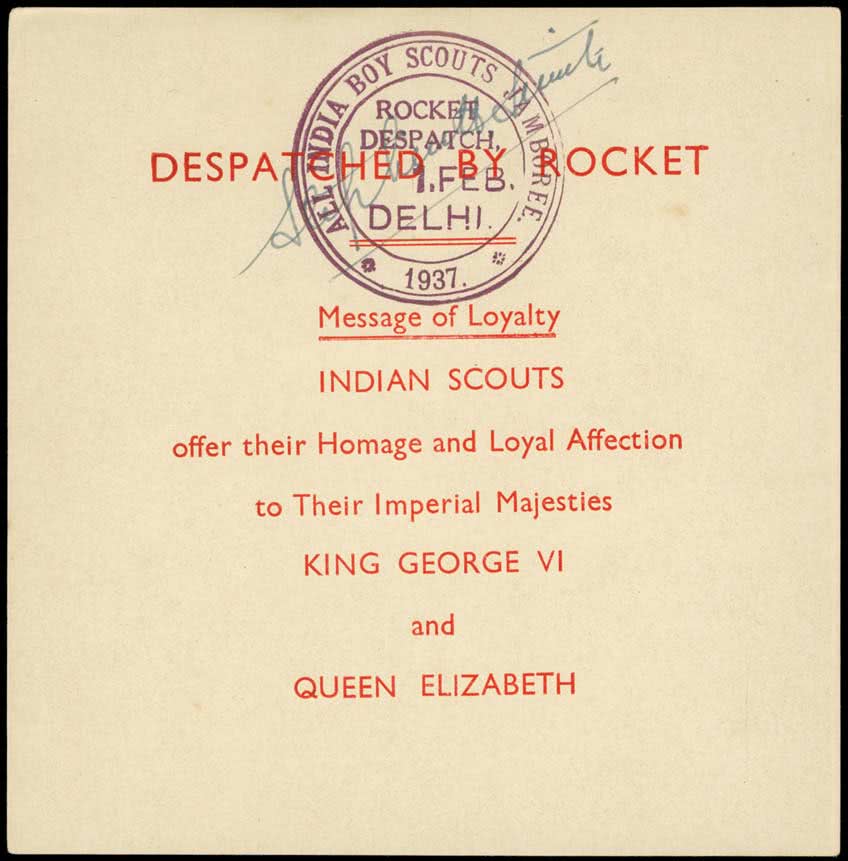 ALL INDIA BOY SCOUTS JAMBOREE.
ROCKET
DESPATCH,
1.FEB.
DELHI.
1937.
DESPATCHED BY ROCKET
Message of Loyalty
INDIAN SCOUTS
offer their Homage and Loyal Affection
to Their Imperial Majesties
KING GEORGE VI
and
QUEEN ELIZABETH